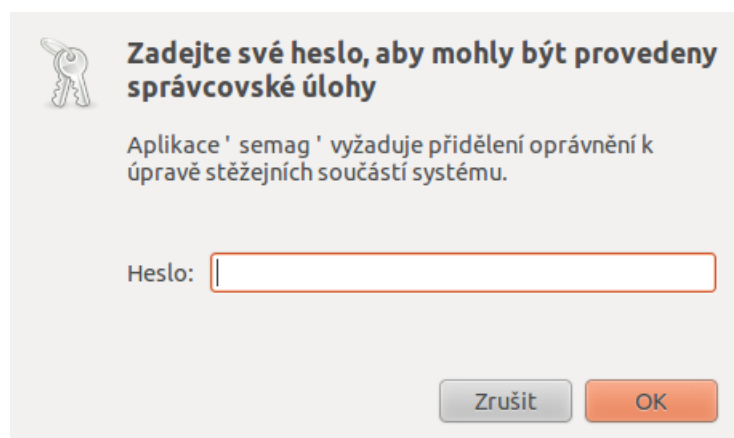 Zadejte své heslo, aby mohly být provedeny
správcovské úlohy
Aplikace ' semag ' vyžaduje přidělení oprávnění k
úpravě stěžejních součástí systému.
Heslo:
Zrušit
OK